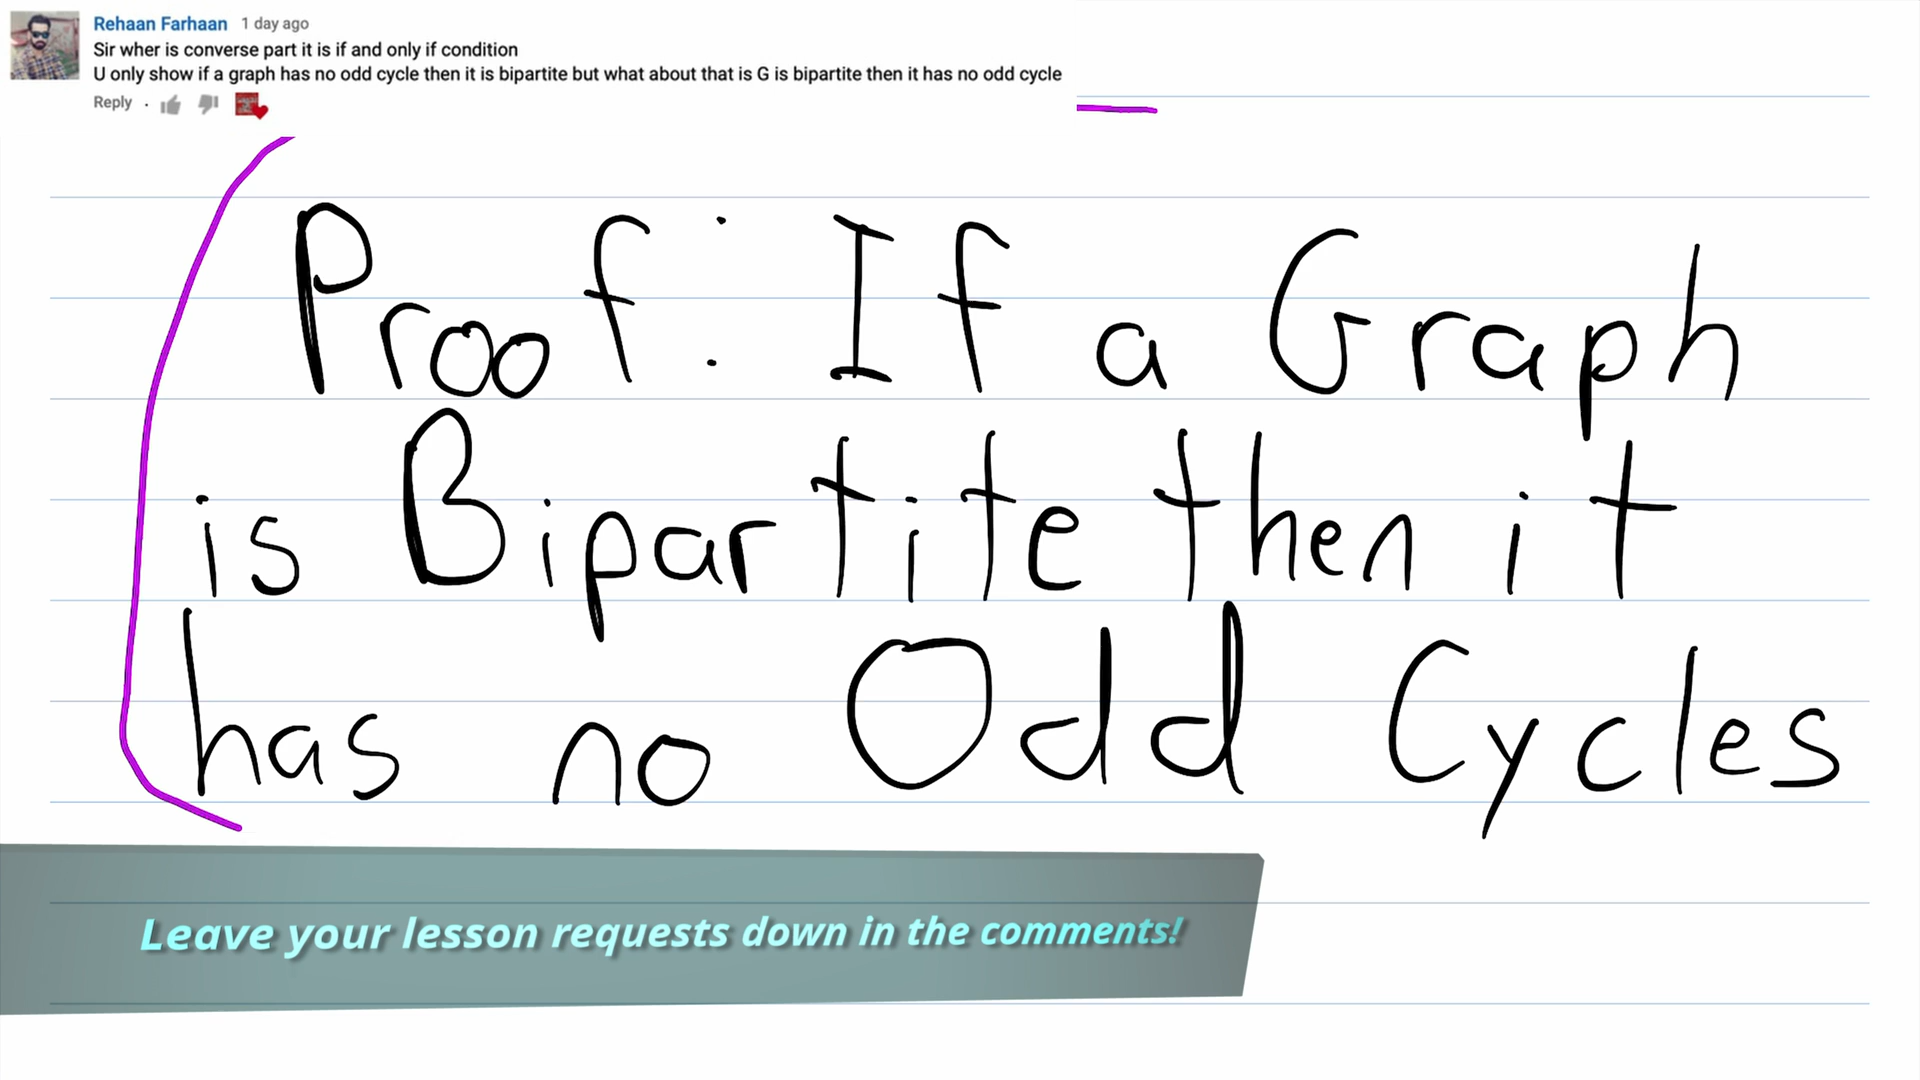 Rehaan Farhaan 1 day ago
Sir wher is converse part it is if and only if condition
U only show if a graph has no odd cycle then it is bipartite but what about that is G is bipartite then it has no odd cycle
Reply
Proof: If a Graph
is Bipartite then it
has no Odd Cycles
Leave your lesson requests down in the comments!